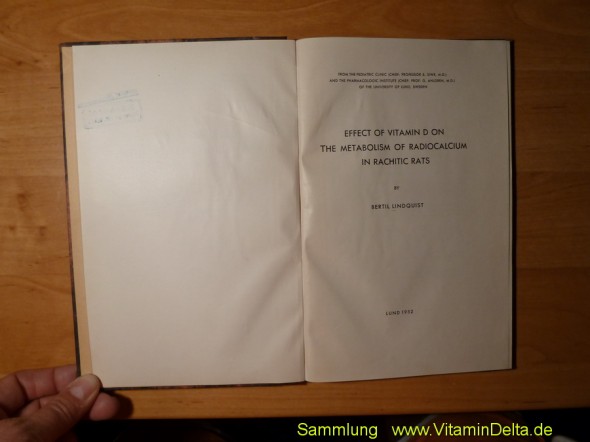 FROM THE PEDIATRIC CLINIC (CHIEF: PROFESSOR S. SIWE, M.D.)
AND THE PHARMACOLOGIC INSTITUTE (CHIEF: PROF. G. AHLGREN, M.D.)
OF THE UNIVERSITY OF LUND, SWEDEN
EFFECT OF VITAMIN D ON
THE METABOLISM OF RADIOCALCIUM
IN RACHITIC RATS
BY
BERTIL LINDQUIST
LUND 1952
Sammlung www.VitaminDelta.de